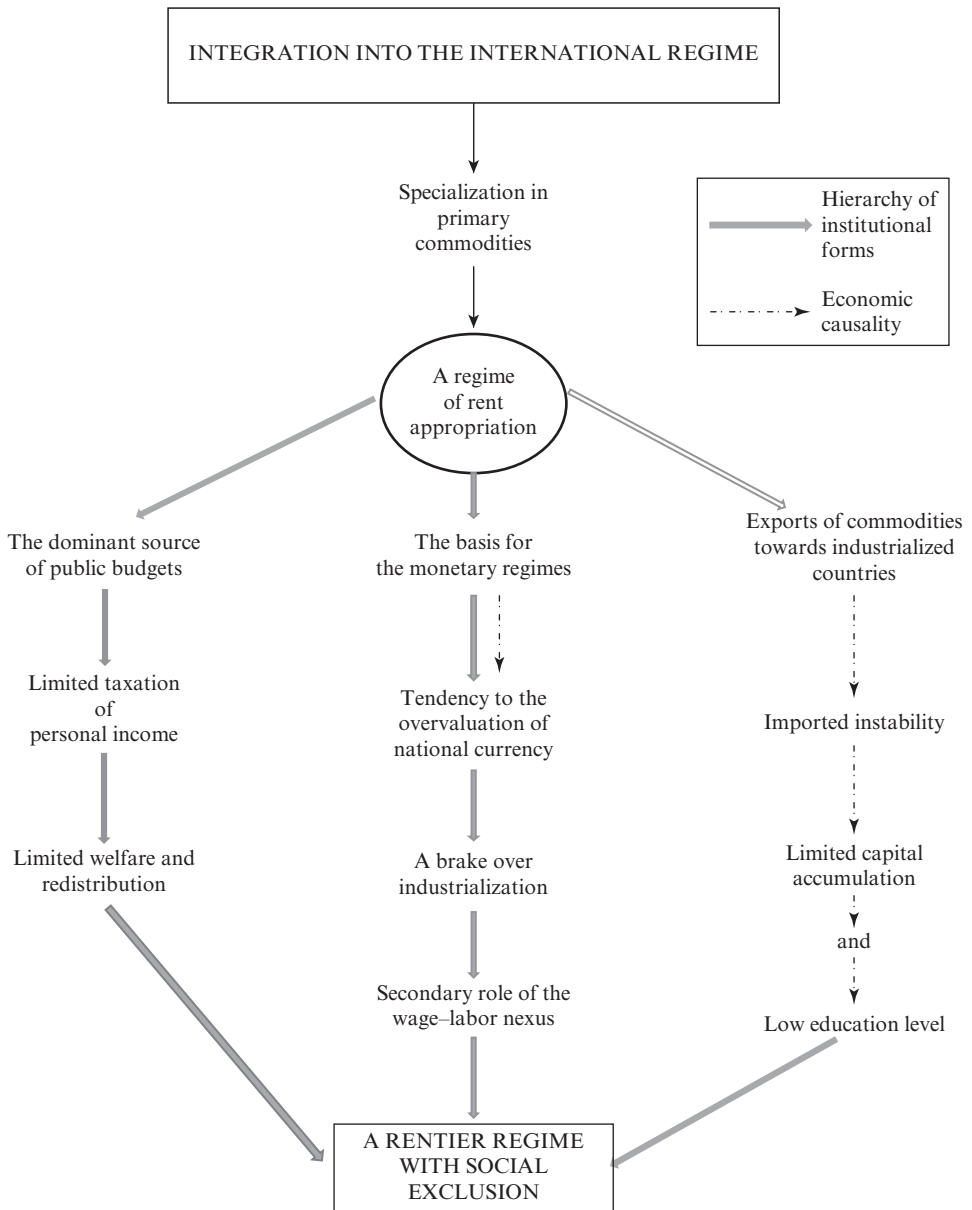 INTEGRATION INTO THE INTERNATIONAL REGIME
Specialization in
primary
commodities
Hierarchy of
institutional
forms
Economic
causality
A regime
of rent
appropriation
The dominant source
of public budgets
The basis for
the monetary regimes
Exports of commodities
towards industrialized
countries
Limited taxation
of
personal income
Tendency to the
overvaluation of
national currency
Imported instability
Limited welfare and
redistribution
A brake over
industrialization
Limited capital
accumulation
and
Secondary role of the
wage–labor nexus
Low education level
A RENTIER REGIME
WITH SOCIAL
EXCLUSION